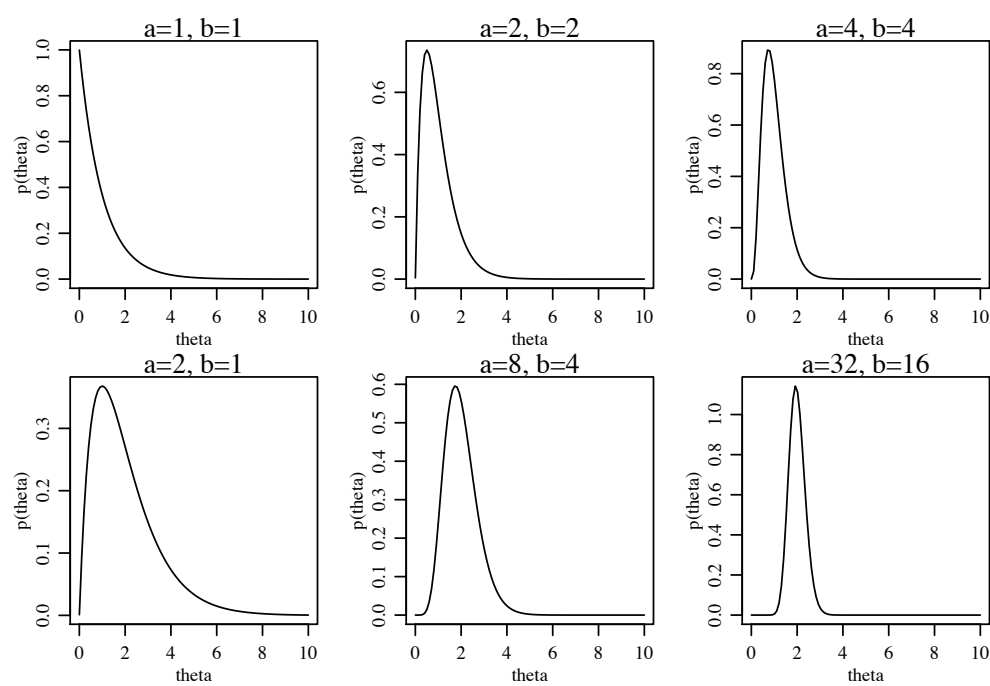 a=1, b=1
p(theta)
0.0 0.2 0.4 0.6 0.8 1.0
0 2 4 6 8 10
theta
a=2, b=2
p(theta)
0.0 0.2 0.4 0.6
0 2 4 6 8 10
theta
a=4, b=4
p(theta)
0.0 0.2 0.4 0.6 0.8
0 2 4 6 8 10
theta
a=2, b=1
p(theta)
0.0 0.1 0.2 0.3
0 2 4 6 8 10
theta
a=8, b=4
p(theta)
0.0 0.1 0.2 0.3 0.4 0.5 0.6
0 2 4 6 8 10
theta
a=32, b=16
p(theta)
0.0 0.2 0.4 0.6 0.8 1.0
0 2 4 6 8 10
theta